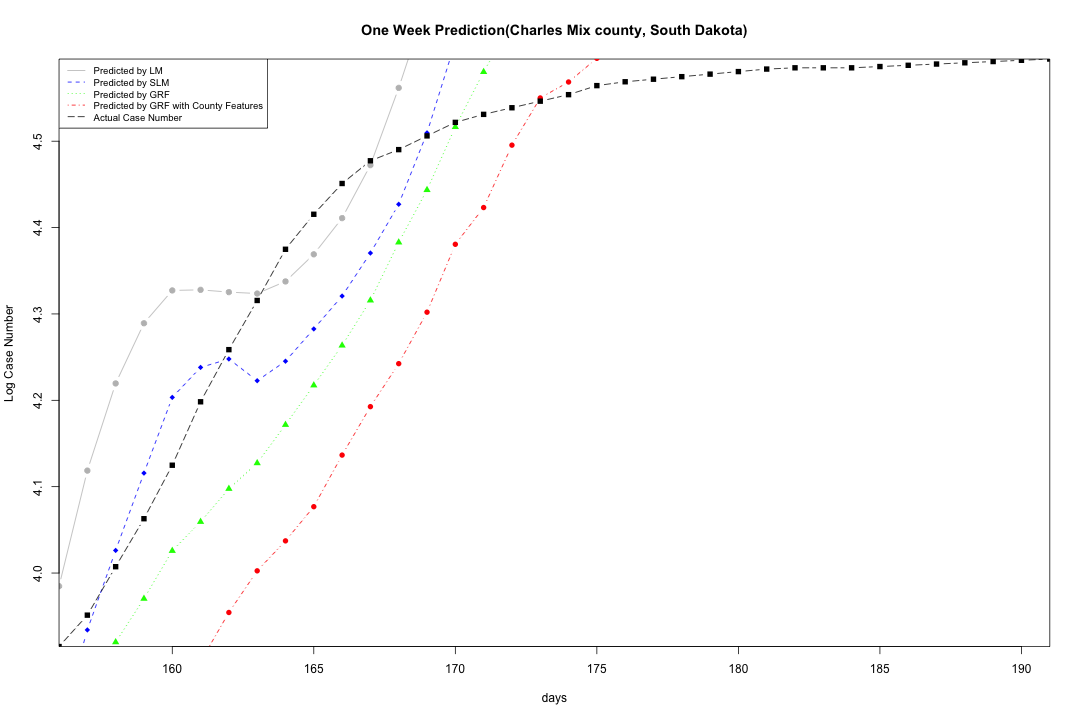 One Week Prediction(Charles Mix county, South Dakota)
Predicted by LM
Predicted by SLM
Predicted by GRF
Predicted by GRF with County Features
Actual Case Number
Log Case Number
4.5
4.4
4.3
4.2
4.1
4.0
160 165 170 175 180 185 190
days